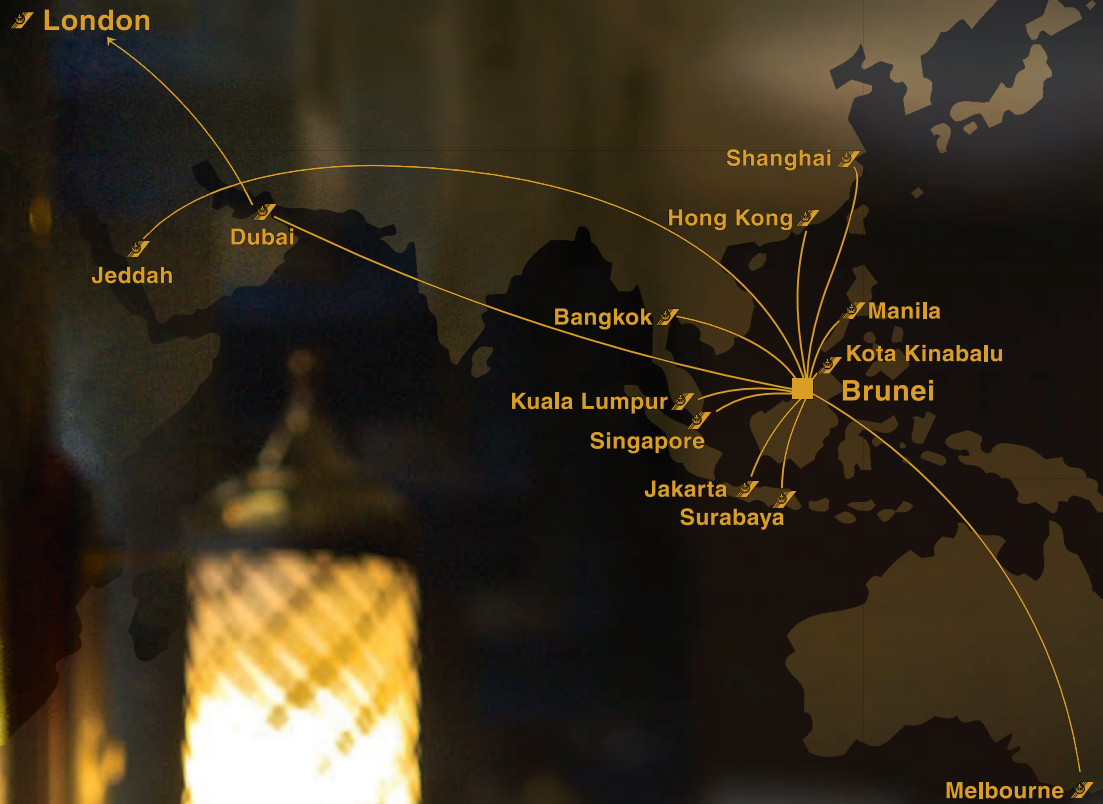 London
Shanghai
Hong Kong
Dubai
Jeddah
Manila
Bangkok
Kota Kinabalu
Brunei
Kuala Lumpur
Singapore
Jakarta
Surabaya
Melbourne